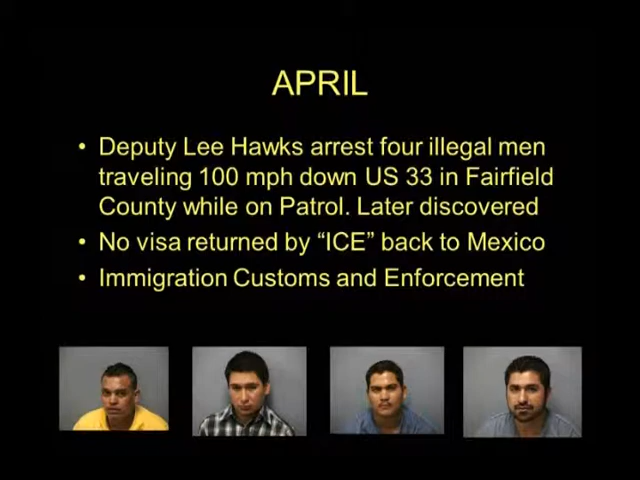 APRIL
• Deputy Lee Hawks arrest four illegal men
traveling 100 mph down US 33 in Fairfield
County while on Patrol. Later discovered
• No visa returned by “ICE” back to Mexico
• Immigration Customs and Enforcement